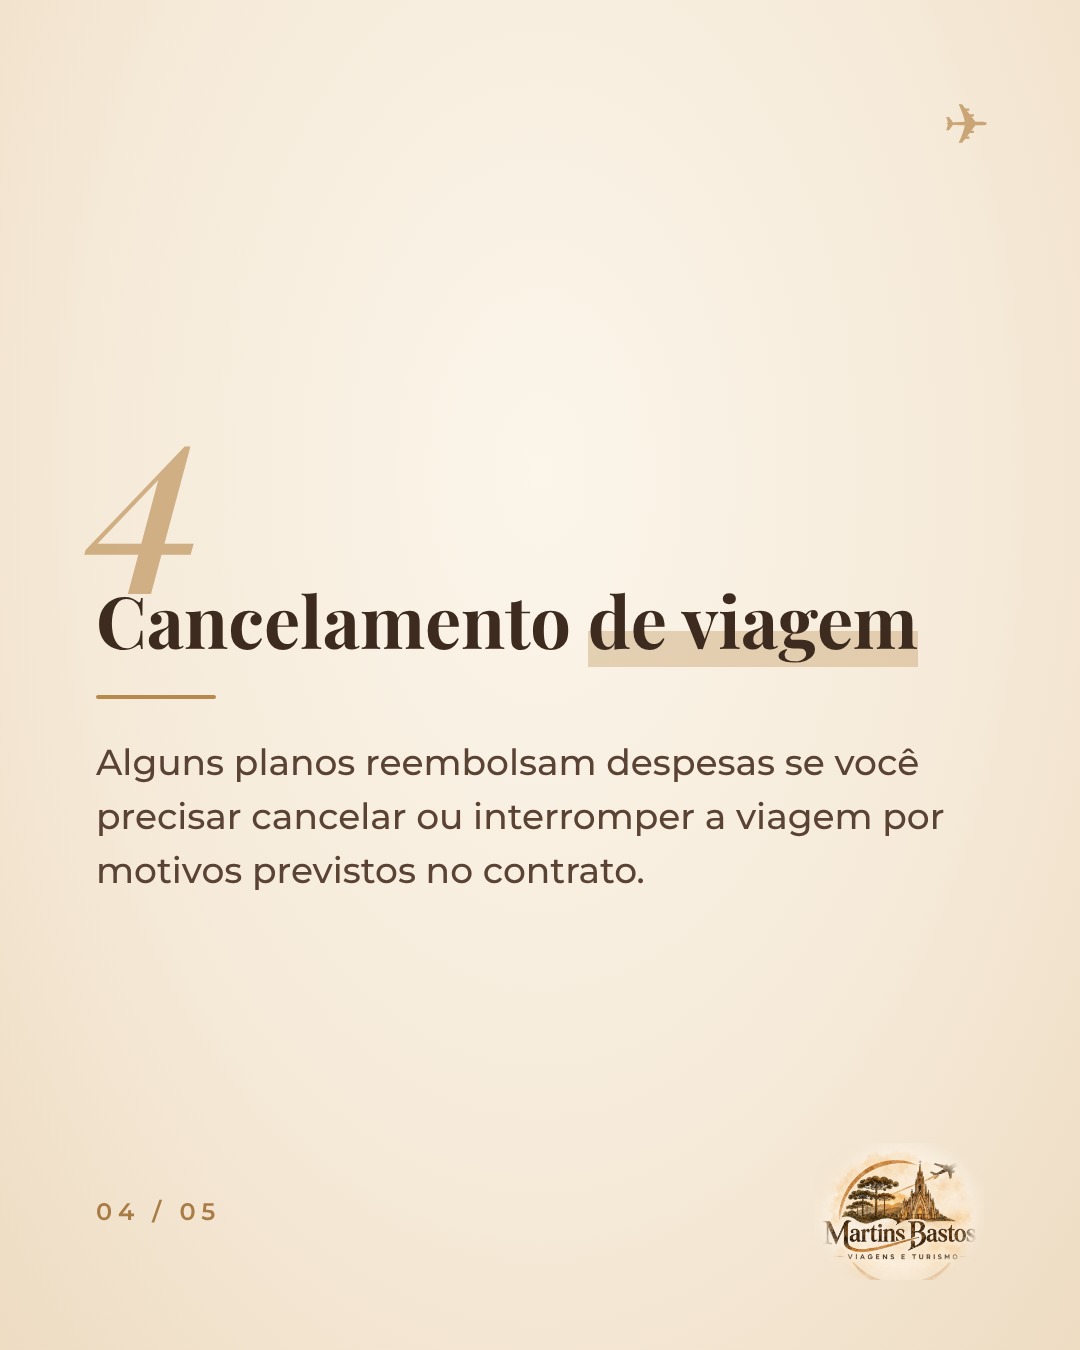 4
Cancelamento de viagem
Alguns planos reembolsam despesas se você
precisar cancelar ou interromper a viagem por
motivos previstos no contrato.
04 / 05
Martins Bastos
VIAGENS E TURISMO